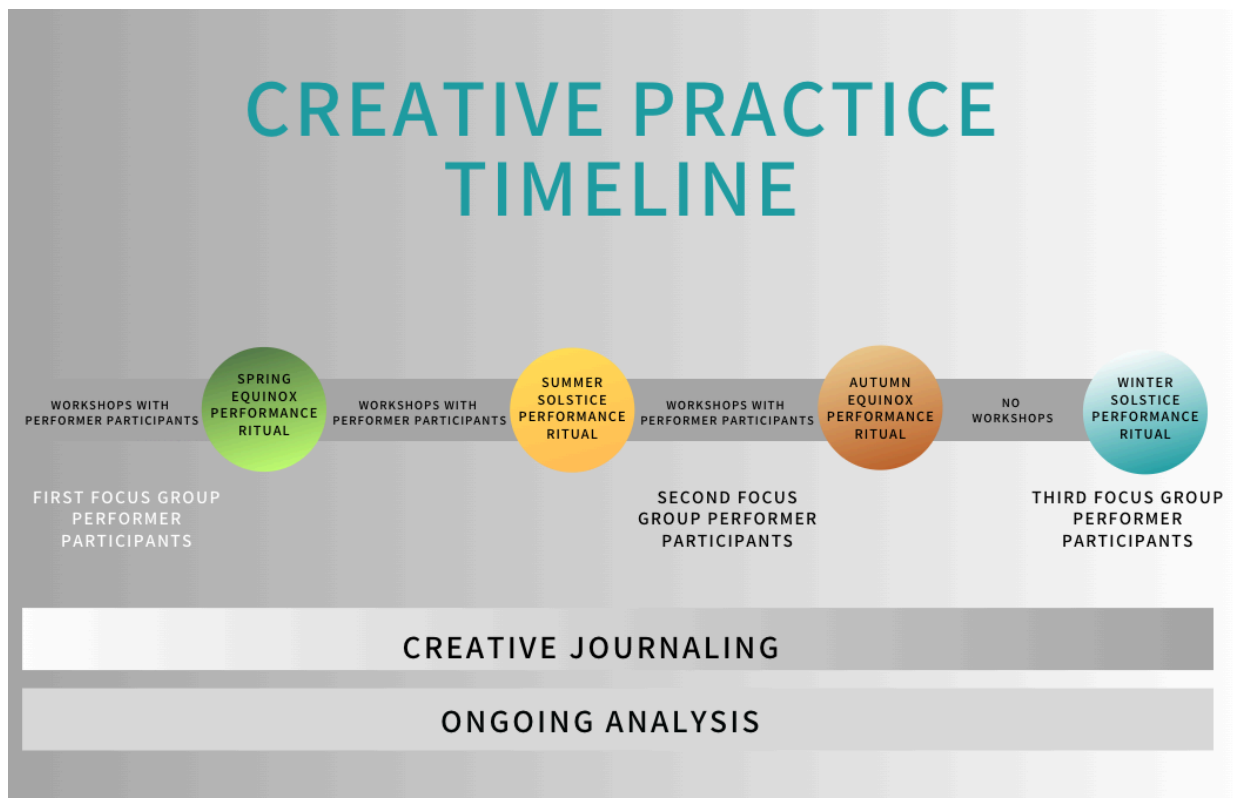 CREATIVE PRACTICE
TIMELINE
WORKSHOPS WITH
PERFORMER PARTICIPANTS
SPRING
EQUINOX
PERFORMANCE
RITUAL
WORKSHOPS WITH
PERFORMER PARTICIPANTS
SUMMER
SOLSTICE
PERFORMANCE
RITUAL
WORKSHOPS WITH
PERFORMER PARTICIPANTS
AUTUMN
EQUINOX
PERFORMANCE
RITUAL
NO
WORKSHOPS
WINTER
SOLSTICE
PERFORMANCE
RITUAL
FIRST FOCUS GROUP
PERFORMER
PARTICIPANTS
SECOND FOCUS
GROUP PERFORMER
PARTICIPANTS
THIRD FOCUS GROUP
PERFORMER
PARTICIPANTS
CREATIVE JOURNALING
ONGOING ANALYSIS